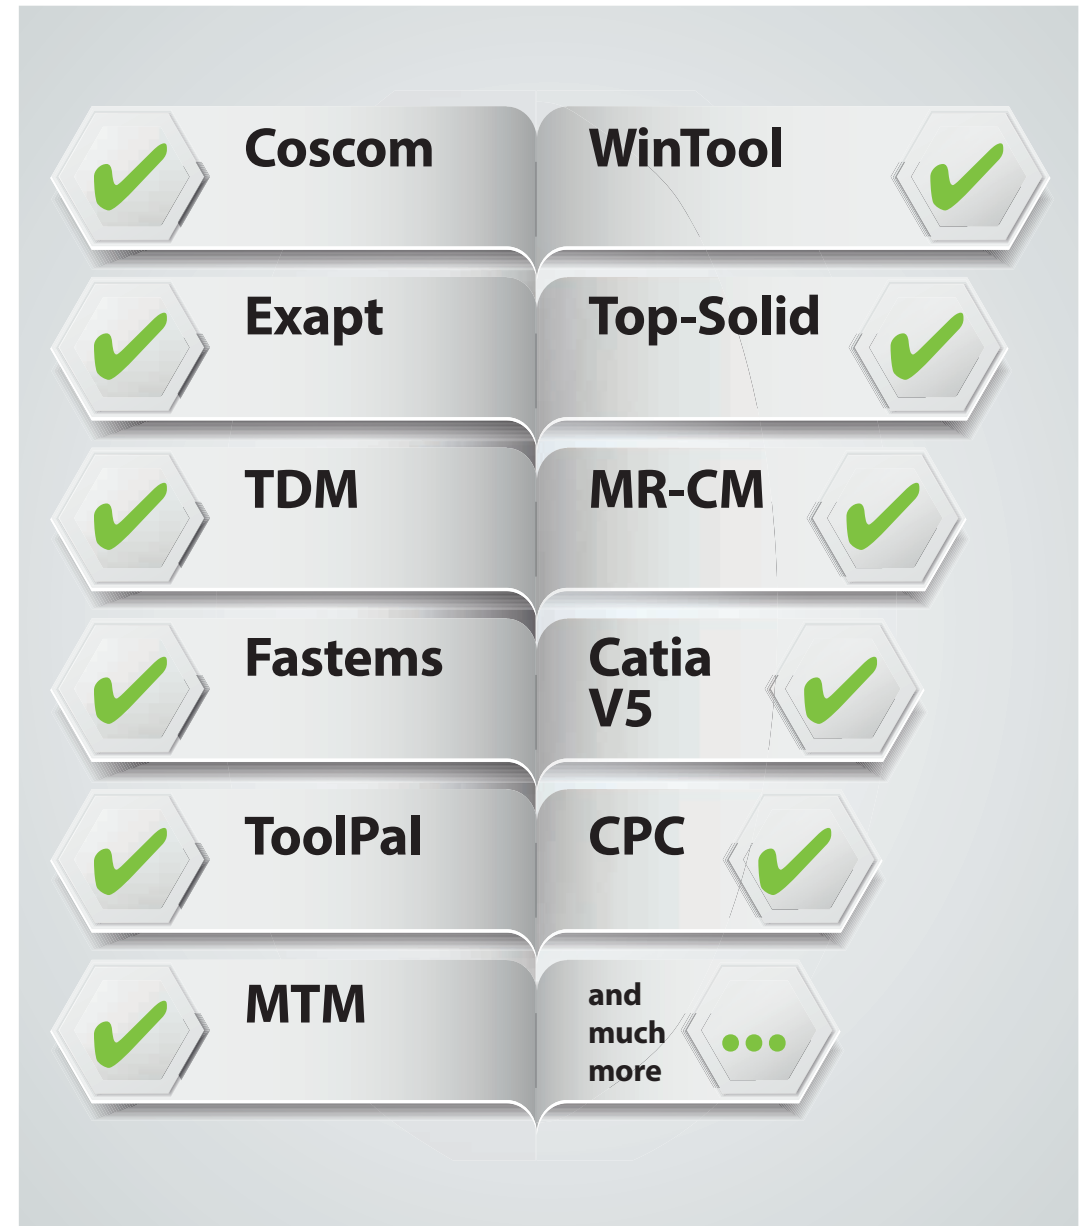 Coscom
WinTool
Exapt
Top-Solid
TDM
MR-CM
Fastems
Catia
V5
ToolPal
CPC
MTM
and
much
more